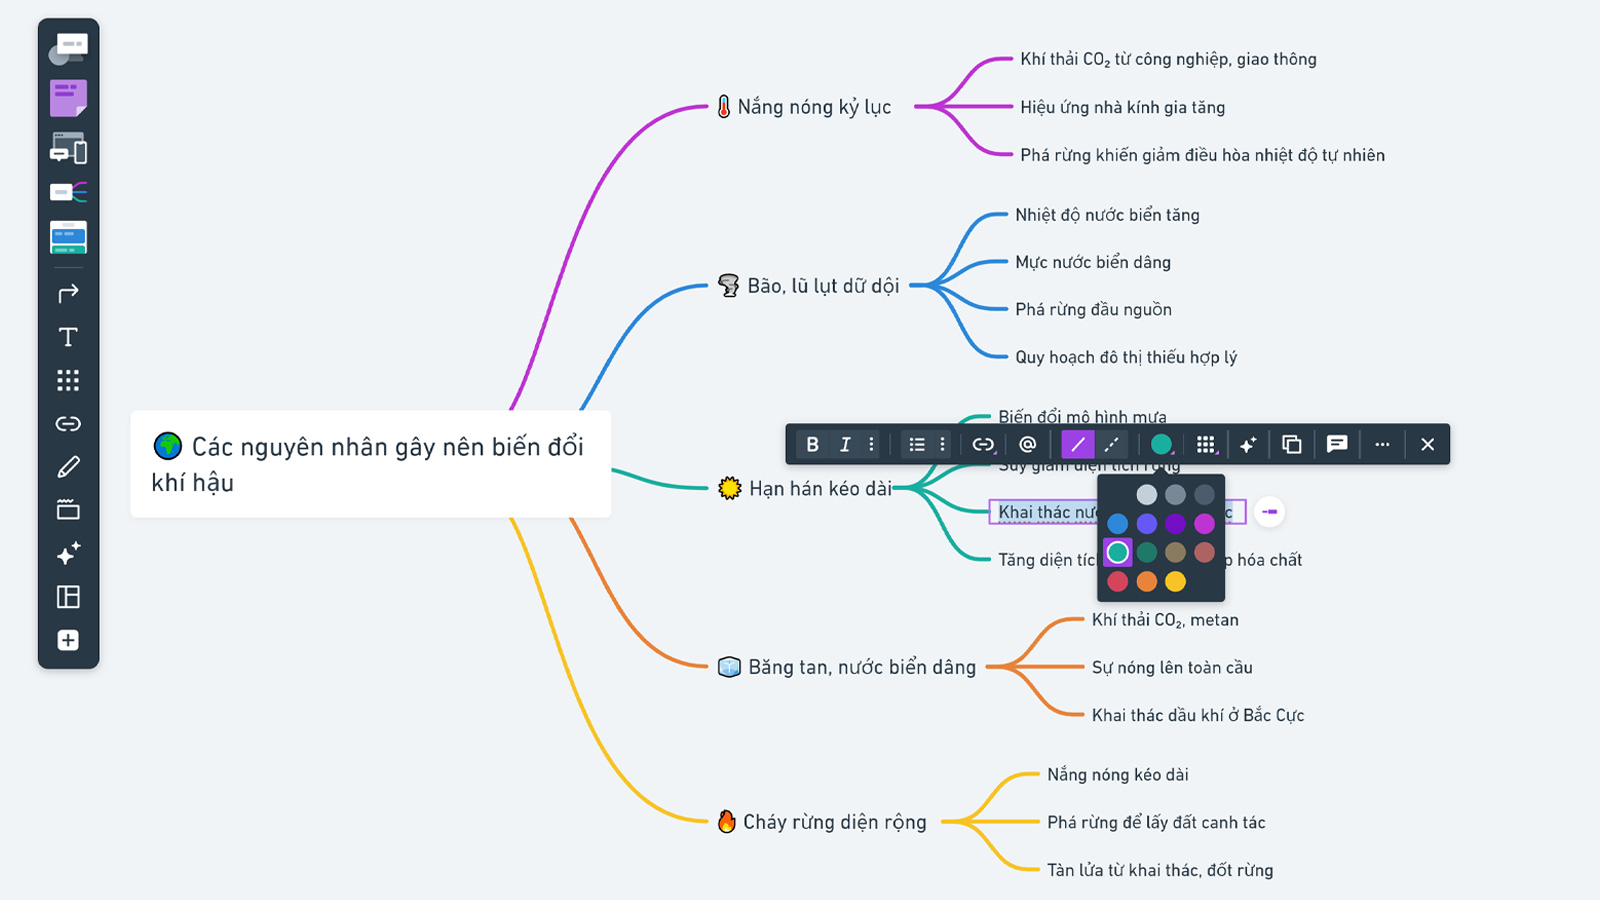 🌍 Các nguyên nhân gây nên biến đổi
khí hậu
🌡️ Nắng nóng kỷ lục
Khí thải CO₂ từ công nghiệp, giao thông
Hiệu ứng nhà kính gia tăng
Phá rừng khiến giảm điều hòa nhiệt độ tự nhiên
🌪️ Bão, lũ lụt dữ dội
Nhiệt độ nước biển tăng
Mực nước biển dâng
Phá rừng đầu nguồn
Quy hoạch đô thị thiếu hợp lý
B I @
T
Hạn hán kéo dài
Biến đổi mô hình mưa
Suy giảm diện tích rừng
Khai thác
Tăng diện hóa chất
🧊 Băng tan, nước biển dâng
Khí thải CO₂, metan
Sự nóng lên toàn cầu
Khai thác dầu khí ở Bắc Cực
🔥 Cháy rừng diện rộng
Nắng nóng kéo dài
Phá rừng để lấy đất canh tác
Tàn lửa từ khai thác, đốt rừng